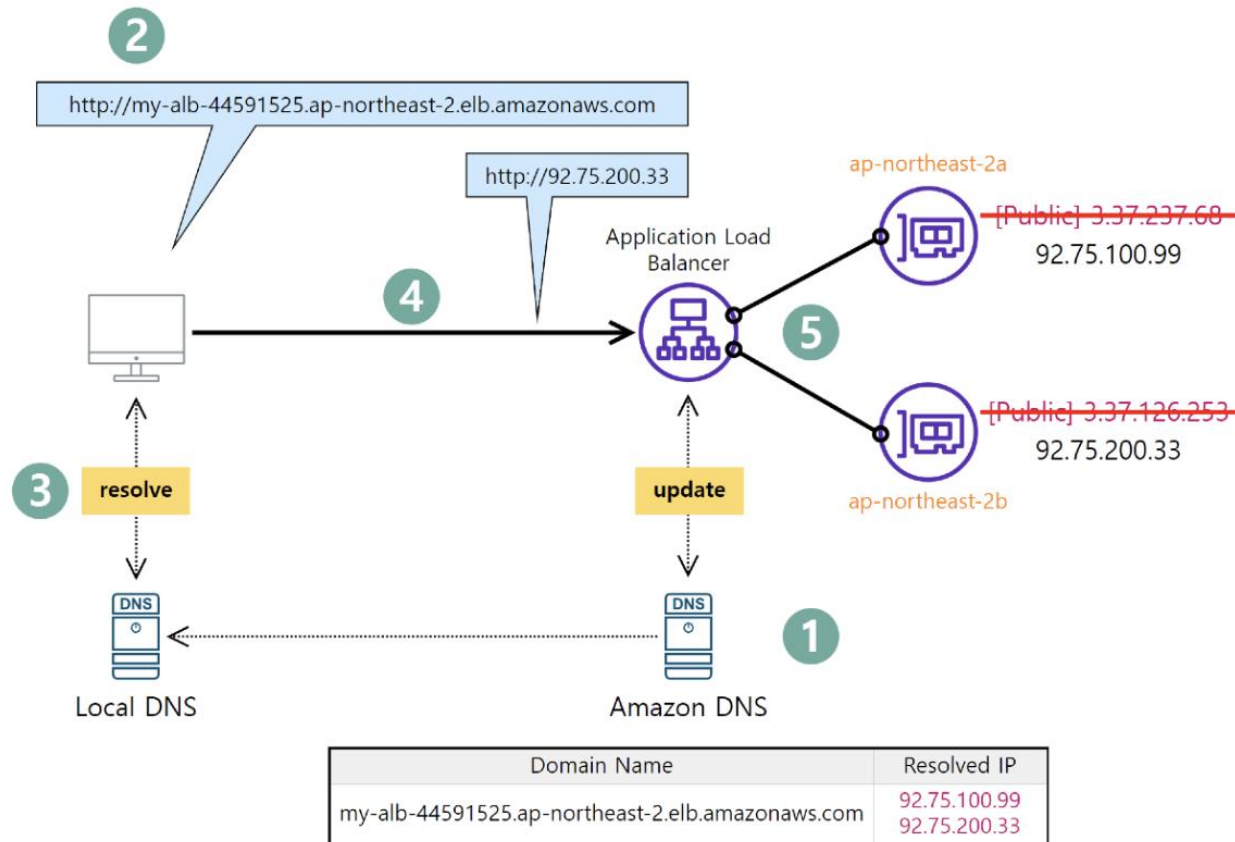 2
http://my-alb-44591525.ap-northeast-2.elb.amazonaws.com
http://92.75.200.33
ap-northeast-2a
[Public] 3.37.237.68
92.75.100.99
Application Load
Balancer
4
5
[Public] 3.37.126.253
92.75.200.33
ap-northeast-2b
3
resolve
update
DNS
DNS
1
Local DNS
Amazon DNS
Domain Name
Resolved IP
my-alb-44591525.ap-northeast-2.elb.amazonaws.com
92.75.100.99
92.75.200.33